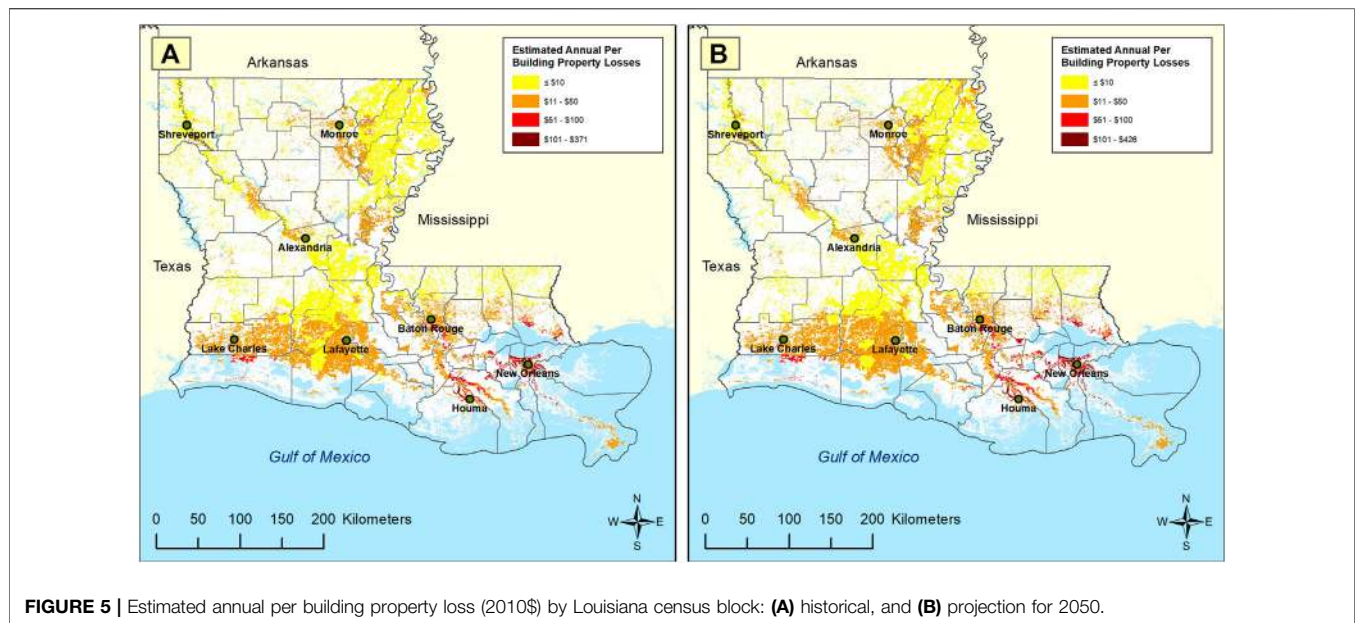 A
Arkansas
Estimated Annual Per
Building Property Losses
≤ $10
$11 - $50
$51 - $100
$101 - $371
Shreveport
Monroe
Mississippi
Alexandria
Texas
Baton Rouge
Lake Charles
Lafayette
New Orleans
Houma
Gulf of Mexico
0 50 100 150 200 Kilometers
N
W E
S
B
Arkansas
Estimated Annual Per
Building Property Losses
≤ $10
$11 - $50
$51 - $100
$101 - $426
Shreveport
Monroe
Mississippi
Alexandria
Texas
Baton Rouge
Lake Charles
Lafayette
New Orleans
Houma
Gulf of Mexico
0 50 100 150 200 Kilometers
N
W E
S
FIGURE 5 | Estimated annual per building property loss (2010$) by Louisiana census block: (A) historical, and (B) projection for 2050.